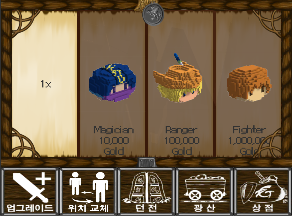 1x
Magician
10,000
Gold
Ranger
100,000
Gold
Fighter
1,000,000
Gold
업그레이드
위치 교체
던 전
광 산
상 점